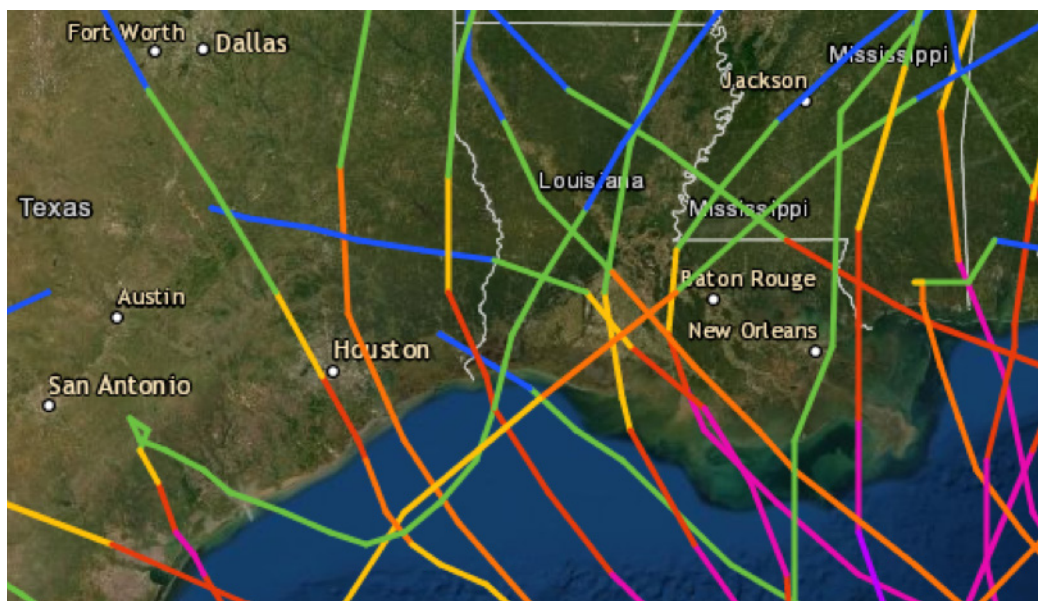 Fort Worth
Dallas
Mississippi
Jackson
Louisiana
Texas
Mississippi
Baton Rouge
Austin
New Orleans
Houston
San Antonio